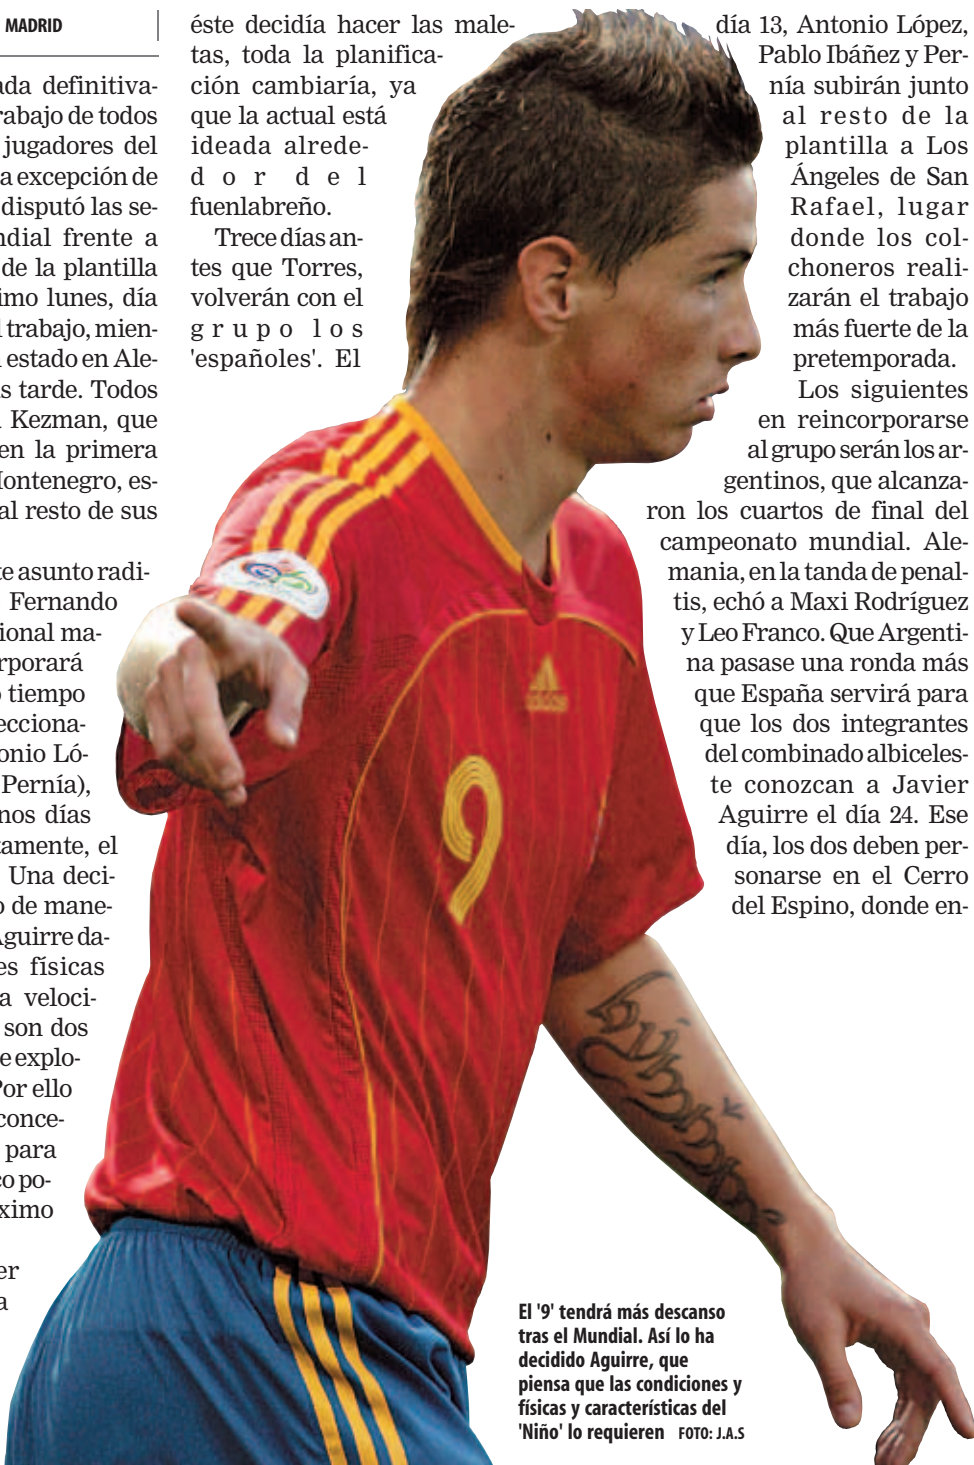 MADRID
ada definitiva-
rabajo de todos
jugadores del
a excepción de
disputó las se-
ndial frente a
de la plantilla
imo lunes, día
l trabajo, mien-
estado en Ale-
s tarde. Todos
Kezman, que
en la primera
Montenegro, es-
al resto de sus
te asunto radi-
Fernando
ional ma-
rporará
o tiempo
ecciona-
onio Ló-
Pernía),
nos días
tamente, el
Una deci-
o de mane-
Aguirre da-
es físicas
a veloci-
son dos
e explo-
Por ello
conce-
para
co po-
ximo
er
a
éste decidía hacer las male-
tas, toda la planifica-
ción cambiaría, ya
que la actual está
ideada alrede-
dor del
fuenlabreño.
Trece días an-
tes que Torres,
volverán con el
grupo los
'españoles'. El
día 13, Antonio López,
Pablo Ibáñez y Per-
nía subirán junto
al resto de la
plantilla a Los
Ángeles de San
Rafael, lugar
donde los col-
choneros reali-
zarán el trabajo
más fuerte de la
pretemporada.
Los siguientes
en reincorporarse
al grupo serán los ar-
gentinos, que alcanza-
ron los cuartos de final del
campeonato mundial. Ale-
mania, en la tanda de penal-
tis, echó a Maxi Rodríguez
y Leo Franco. Que Argenti-
na pasase una ronda más
que España servirá para
que los dos integrantes
del combinado albiceles-
te conozcan a Javier
Aguirre el día 24. Ese
día, los dos deben per-
sonarse en el Cerro
del Espino, donde en-
adidas
9
El '9' tendrá más descanso
tras el Mundial. Así lo ha
decidido Aguirre, que
piensa que las condiciones y
físicas y características del
'Niño' lo requieren FOTO: J.A.S